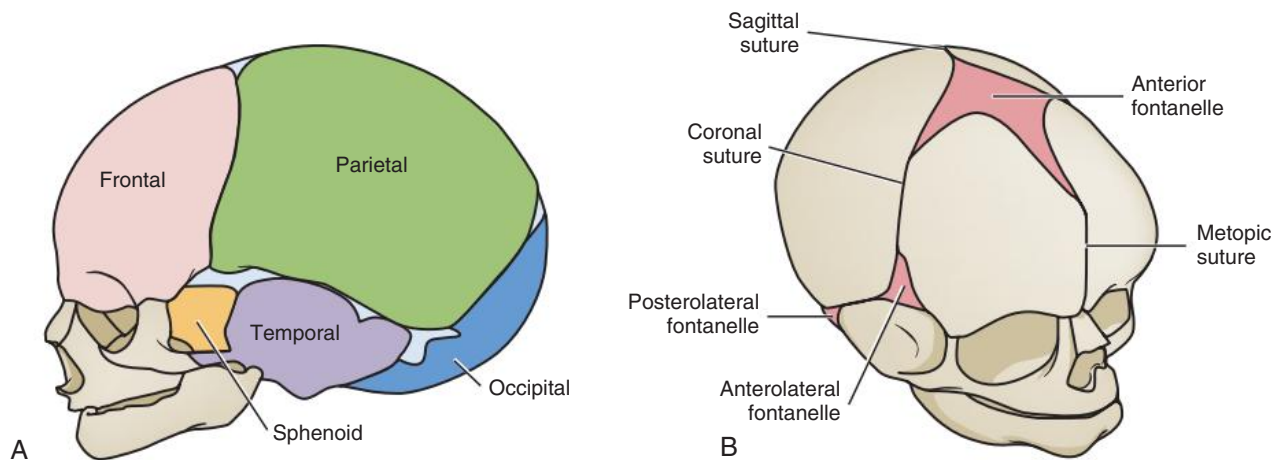 Frontal
Parietal
Temporal
Occipital
Sphenoid
A
Sagittal
suture
Anterior
fontanelle
Coronal
suture
Metopic
suture
Posterolateral
fontanelle
Anterolateral
fontanelle
B